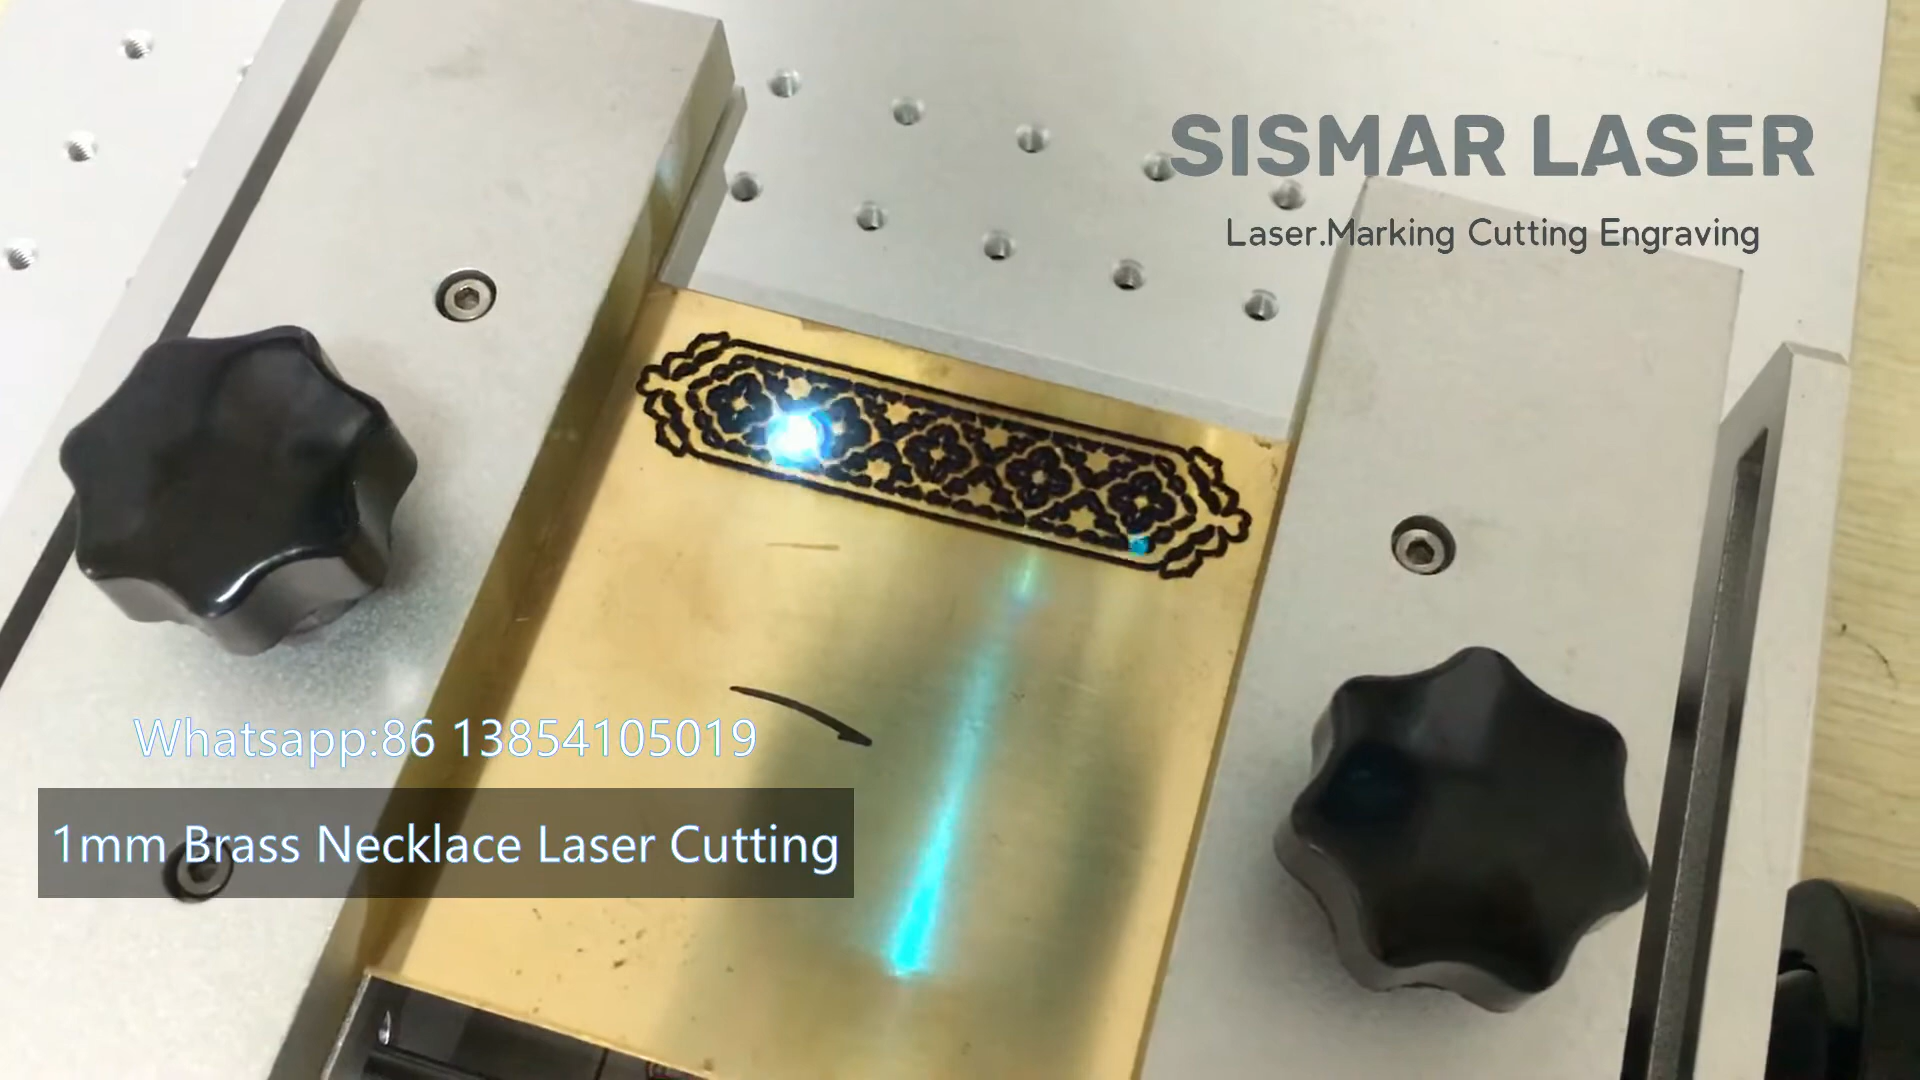 SISMAR LASER
Laser.Marking Cutting Engraving
Whatsapp:86 13854105019
1mm Brass Necklace Laser Cutting